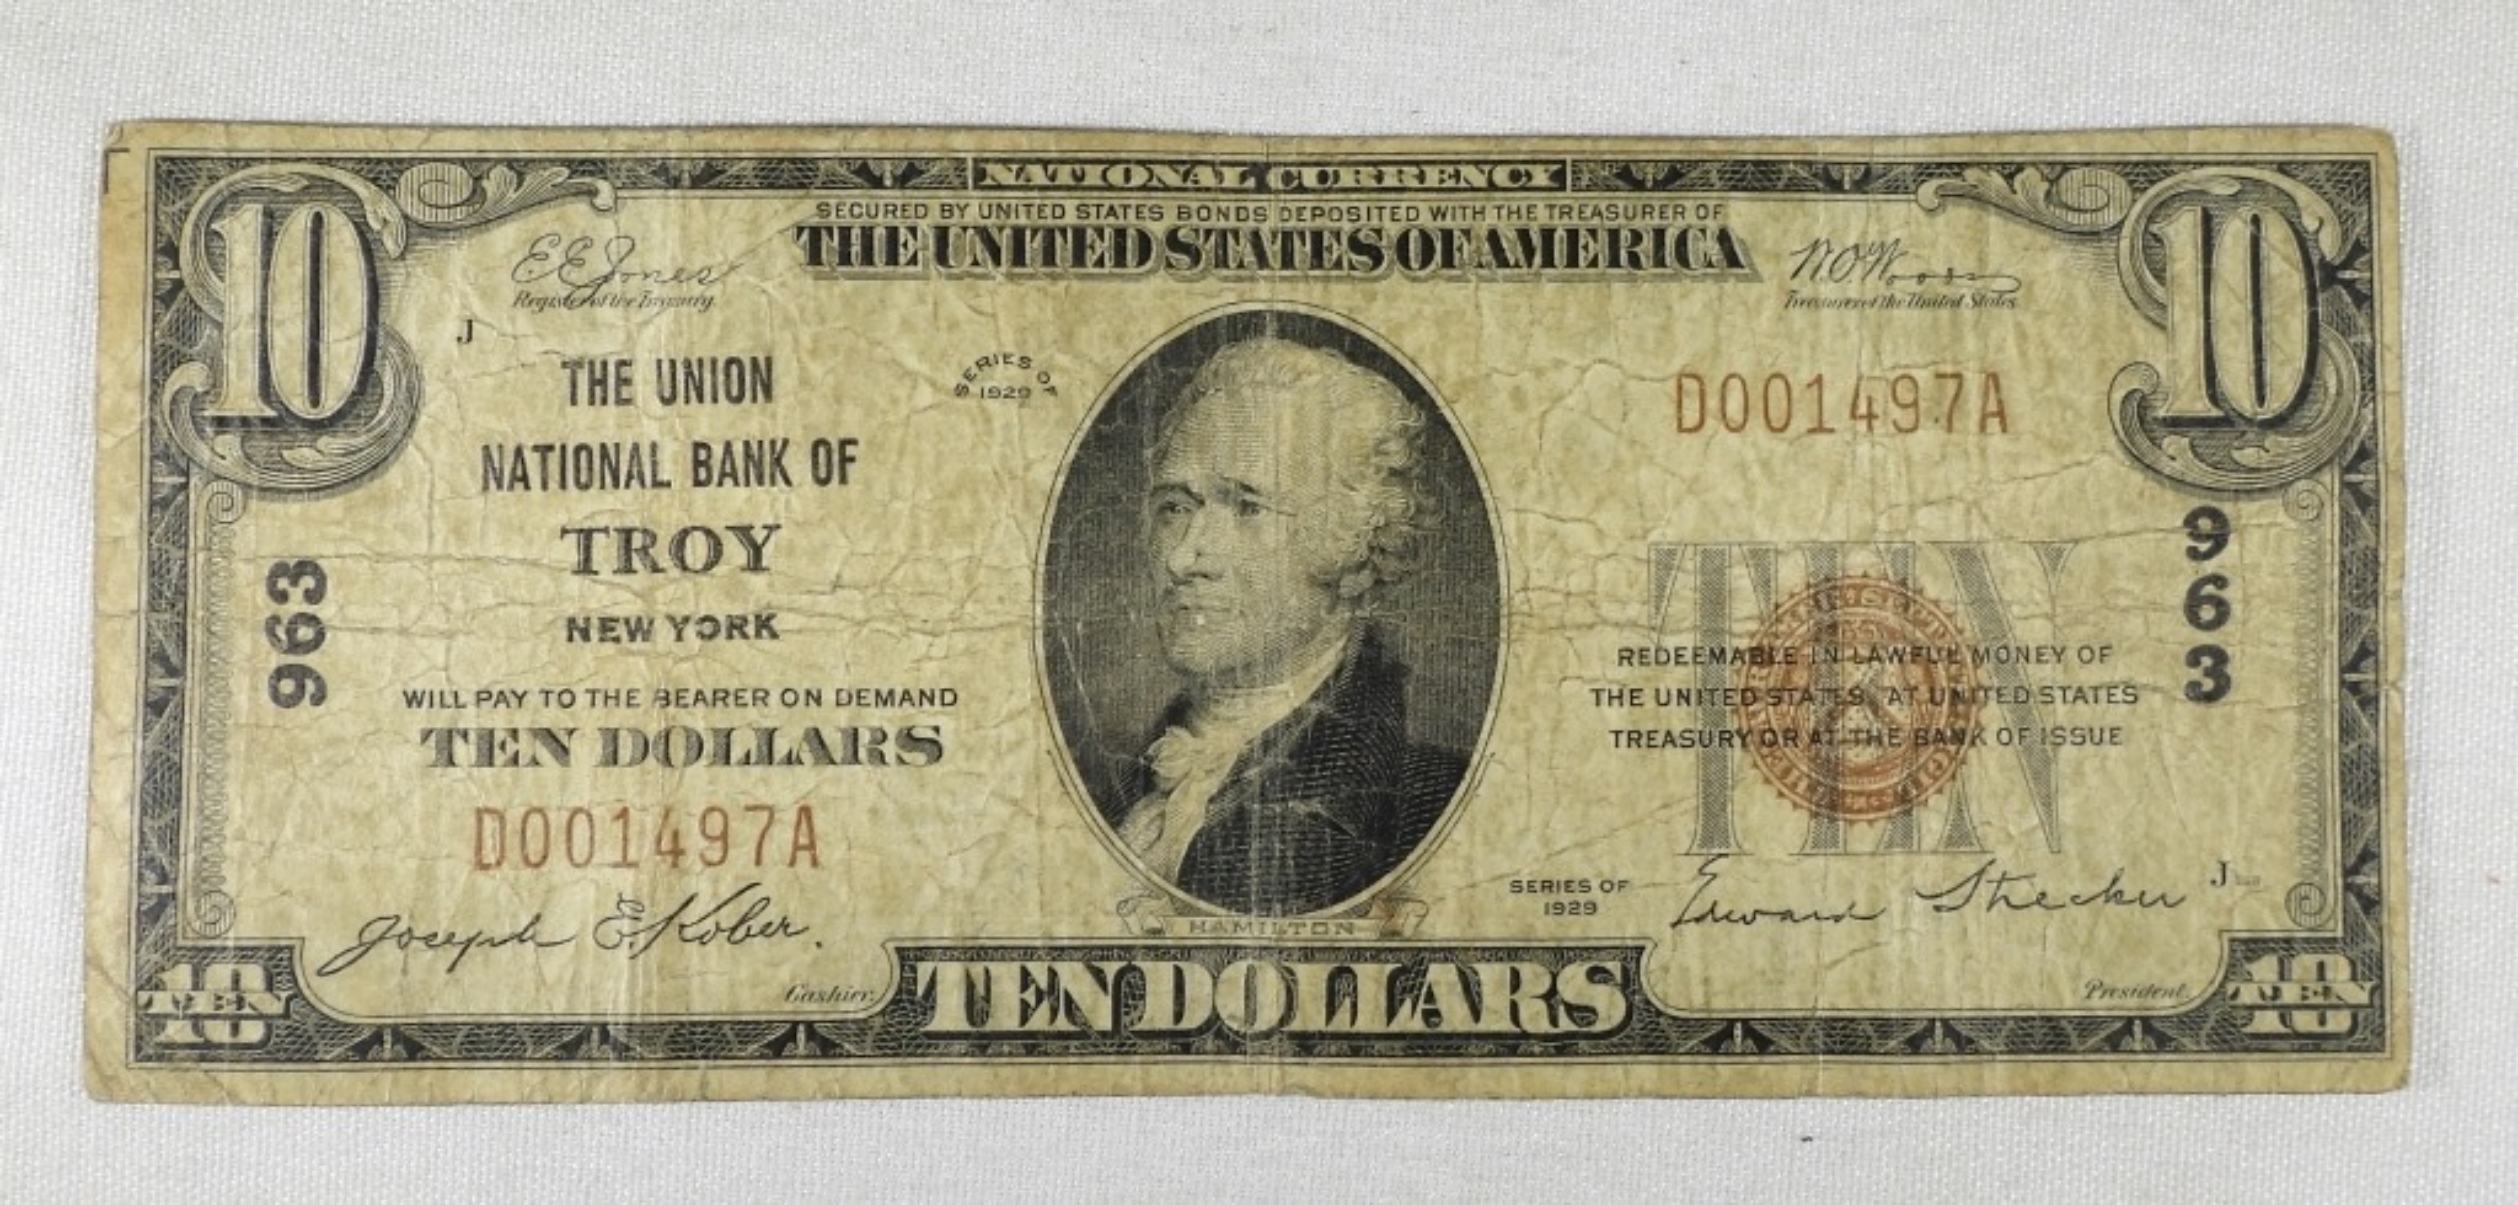 NATIONAL CURRENCY
SECURED BY UNITED STATES BONDS DEPOSITED WITH THE TREASURER OF
THE UNITED STATES OF AMERICA
10
10
E E Jones
Register of the Treasury.
W.O. Woods
Treasurer of the United States
J
THE UNION
NATIONAL BANK OF
TROY
NEW YORK
WILL PAY TO THE BEARER ON DEMAND
TEN DOLLARS
SERIES OF
1929
D001497A
963
963
TEN
REDEEMABLE IN LAWFUL MONEY OF
THE UNITED STATES AT UNITED STATES
TREASURY OR AT THE BANK OF ISSUE
D001497A
Joseph E. Kober.
Cashier.
HAMILTON
SERIES OF
1929
Edward Strecker
J
President.
10
TEN
TEN DOLLARS
10
TEN